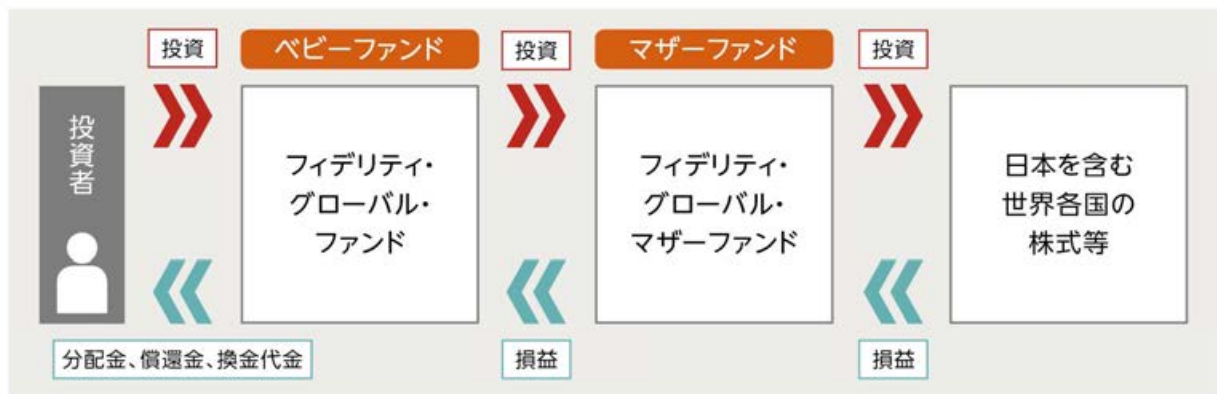 投資
ベビーファンド
投資
マザーファンド
投資
投資者
フィデリティ・
グローバル・
ファンド
フィデリティ・
グローバル・
マザーファンド
日本を含む
世界各国の
株式等
分配金、償還金、換金代金
損益
損益